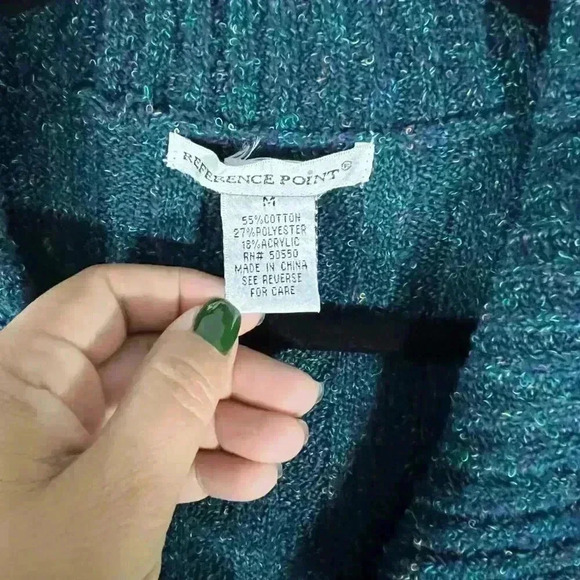 REFERENCE POINT®
M
55%COTTON
27%POLYESTER
18%ACRYLIC
RN# 50550
MADE IN CHINA
SEE REVERSE
FOR CARE